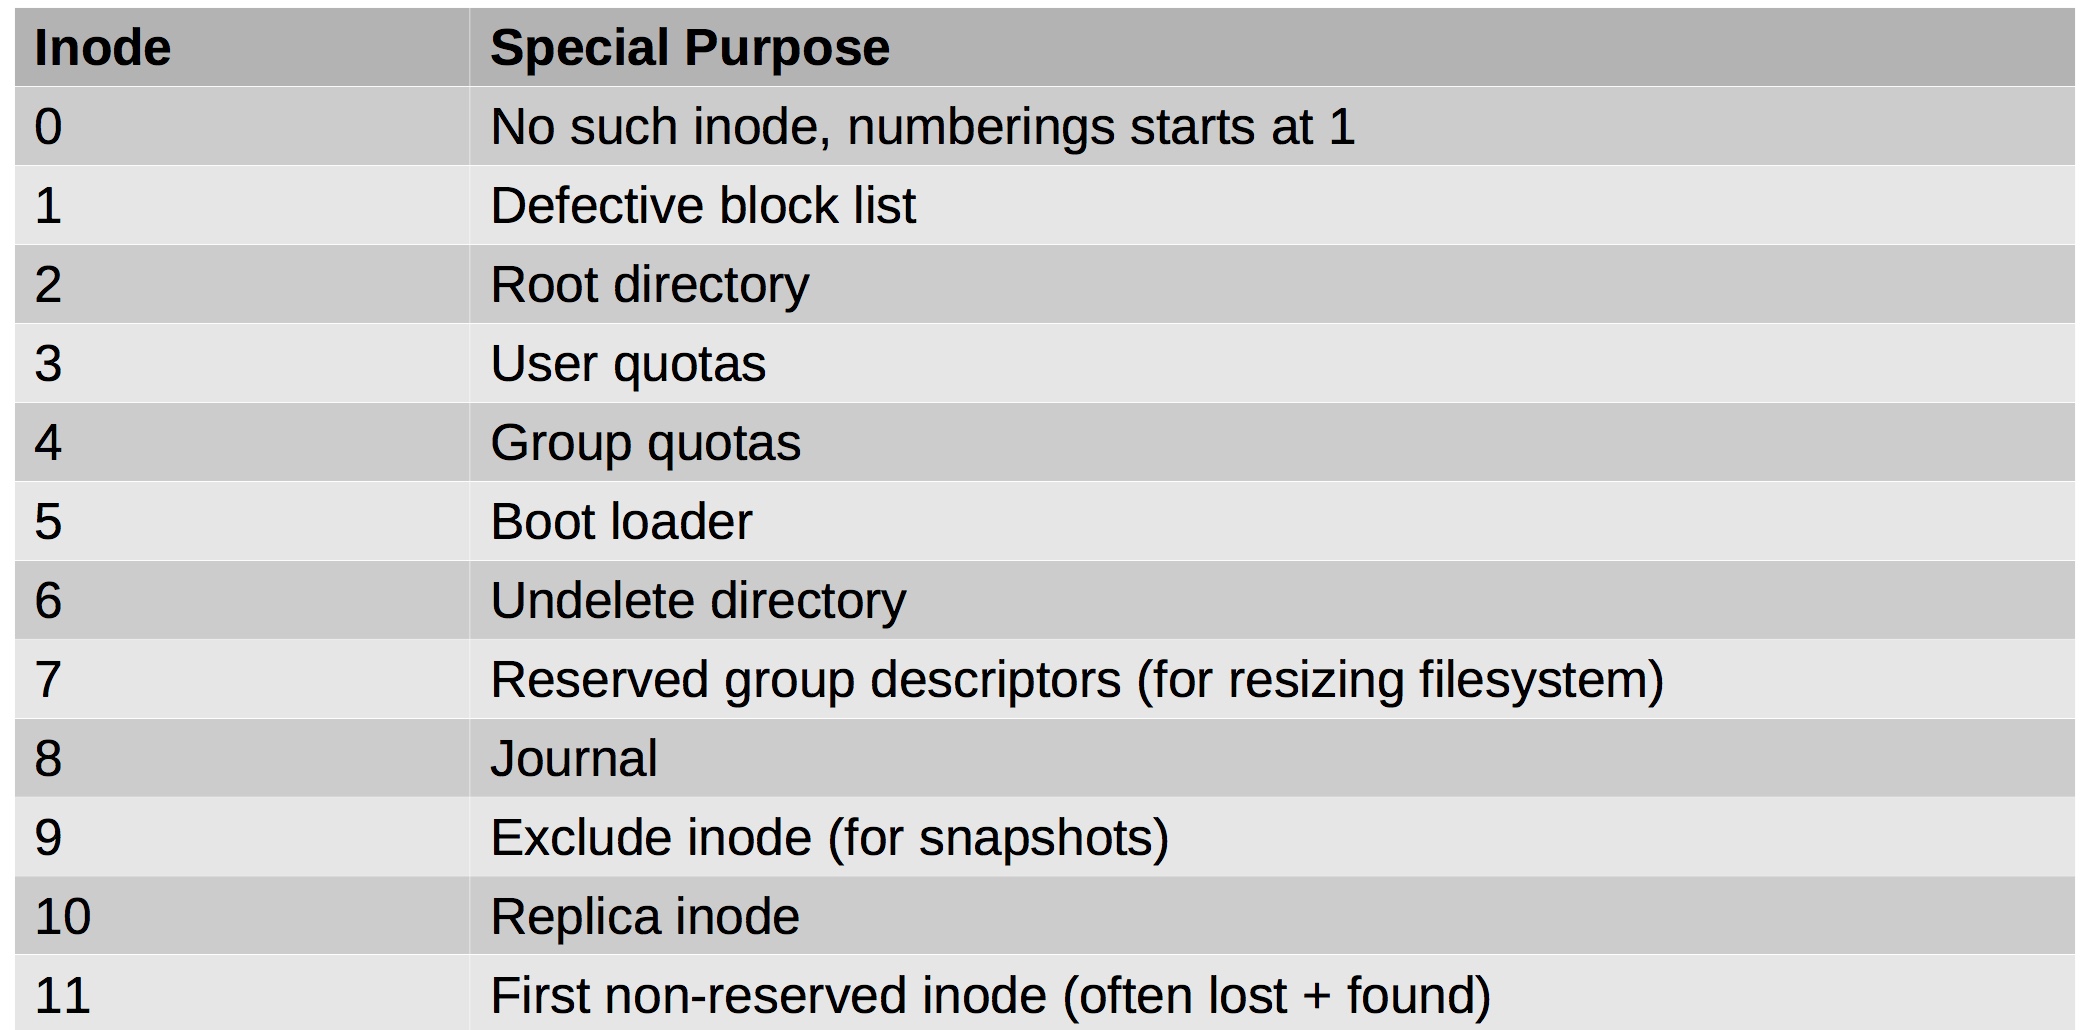 Inode Special Purpose
0 No such inode, numberings starts at 1
1 Defective block list
2 Root directory
3 User quotas
4 Group quotas
5 Boot loader
6 Undelete directory
7 Reserved group descriptors (for resizing filesystem)
8 Journal
9 Exclude inode (for snapshots)
10 Replica inode
11 First non-reserved inode (often lost + found)